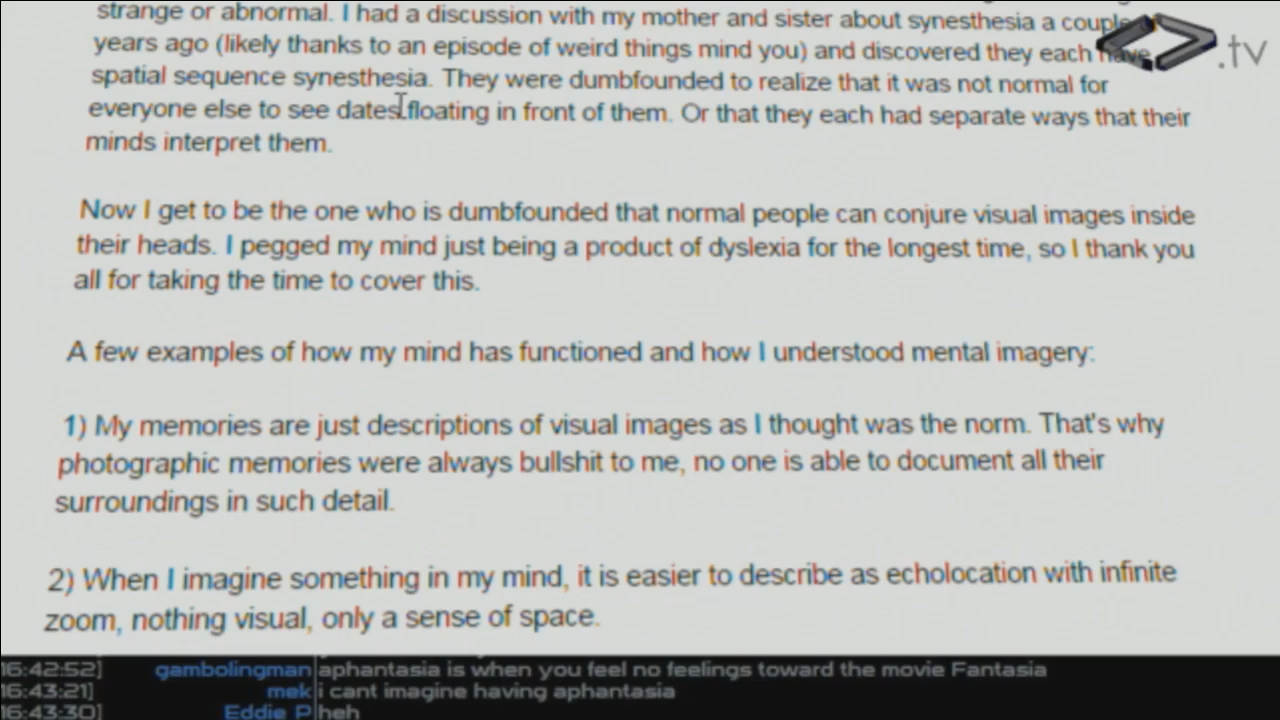 strange or abnormal. I had a discussion with my mother and sister about synesthesia a couple
years ago (likely thanks to an episode of weird things mind you) and discovered they each have
spatial sequence synesthesia. They were dumbfounded to realize that it was not normal for
everyone else to see dates floating in front of them. Or that they each had separate ways that their
minds interpret them.
Now I get to be the one who is dumbfounded that normal people can conjure visual images inside
their heads. I pegged my mind just being a product of dyslexia for the longest time, so I thank you
all for taking the time to cover this.
A few examples of how my mind has functioned and how I understood mental imagery:
1) My memories are just descriptions of visual images as I thought was the norm. That's why
photographic memories were always bullshit to me, no one is able to document all their
surroundings in such detail.
2) When I imagine something in my mind, it is easier to describe as echolocation with infinite
zoom, nothing visual, only a sense of space.
.tv
16:42:52] gambolingman aphantasia is when you feel no feelings toward the movie Fantasia
16:43:21] mek i cant imagine having aphantasia
16:43:30] Eddie P heh